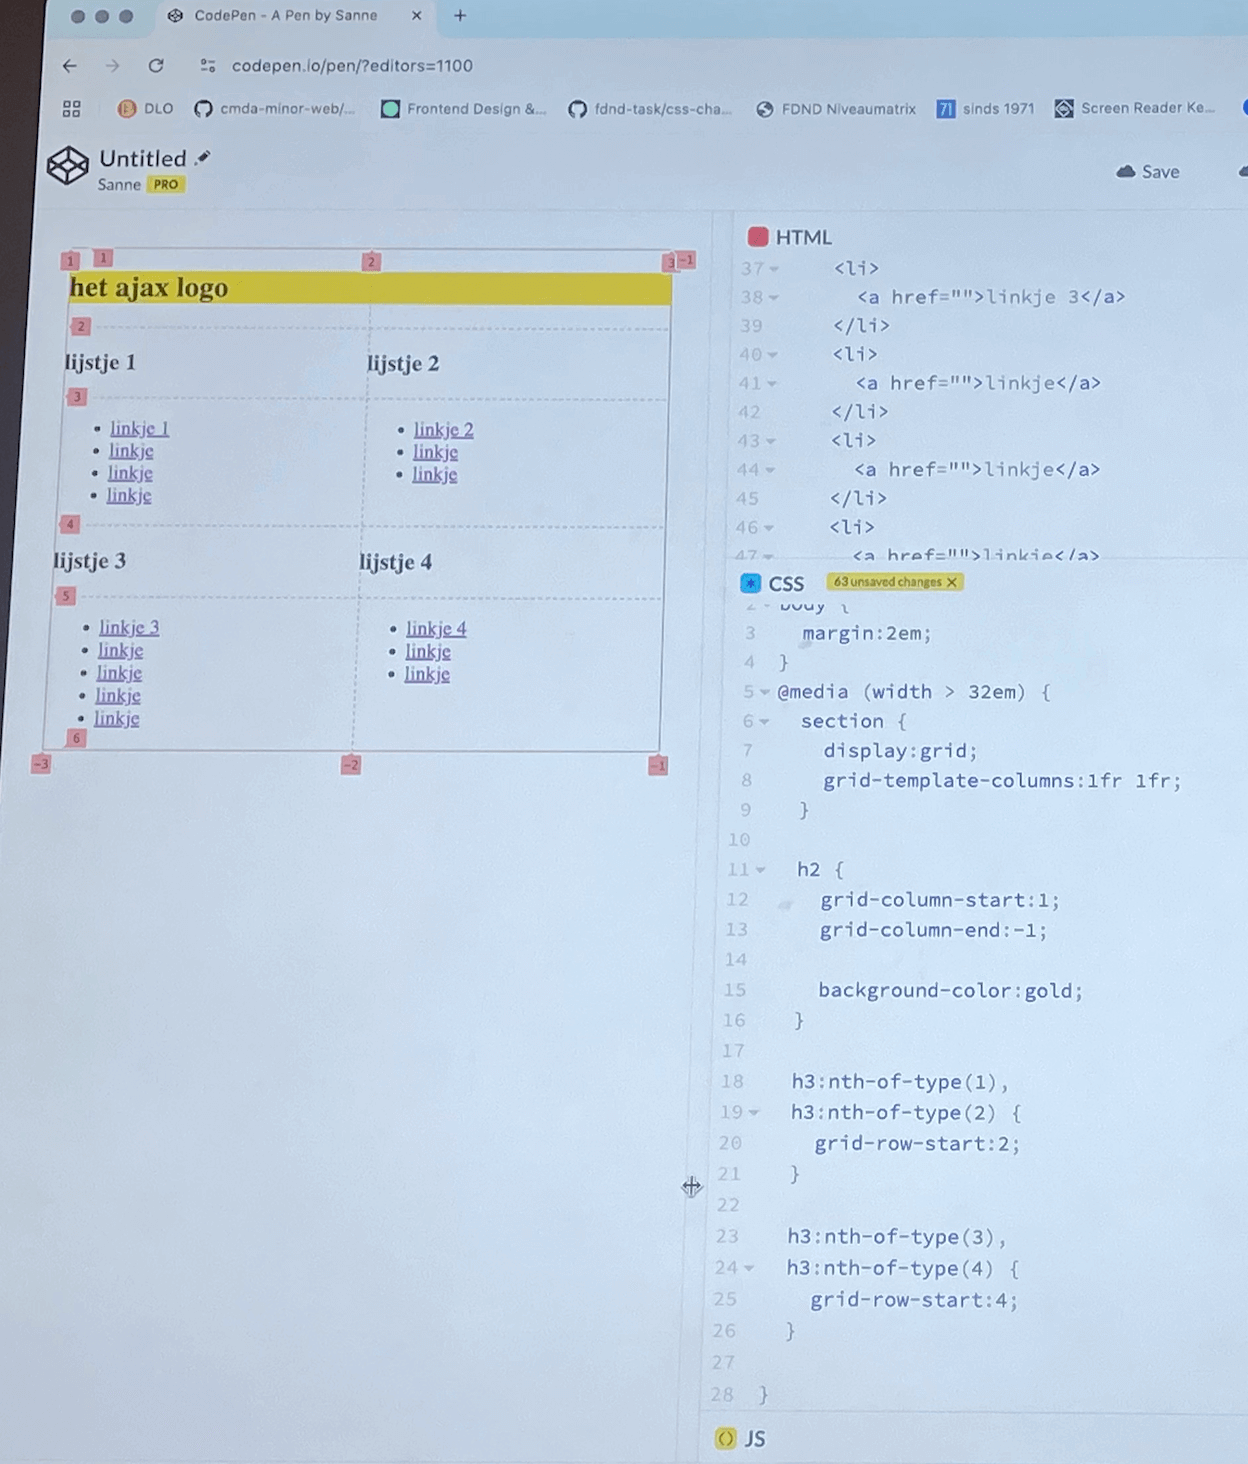 CodePen - A Pen by Sanne
codepen.io/pen/?editors=1100
DLO
cmda-minor-web/...
Frontend Design &...
fdnd-task/css-cha...
FDND Niveaumatrix
71 sinds 1971
Screen Reader Ke...
Untitled
Sanne PRO
Save
1 1 2 3 -1
het ajax logo
2
lijstje 1 lijstje 2
3
• linkje 1 • linkje 2
• linkje • linkje
• linkje • linkje
• linkje
4
lijstje 3 lijstje 4
5
• linkje 3 • linkje 4
• linkje • linkje
• linkje • linkje
• linkje
• linkje
6
-3 -2 -1
HTML
37 <li>
38 <a href="">linkje 3</a>
39 </li>
40 <li>
41 <a href="">linkje</a>
42 </li>
43 <li>
44 <a href="">linkje</a>
45 </li>
46 <li>
47 <a href="">linkje</a>
CSS 63 unsaved changes X
2 body {
3 margin:2em;
4 }
5 @media (width > 32em) {
6 section {
7 display:grid;
8 grid-template-columns:1fr 1fr;
9 }
10
11 h2 {
12 grid-column-start:1;
13 grid-column-end:-1;
14
15 background-color:gold;
16 }
17
18 h3:nth-of-type(1),
19 h3:nth-of-type(2) {
20 grid-row-start:2;
21 }
22
23 h3:nth-of-type(3),
24 h3:nth-of-type(4) {
25 grid-row-start:4;
26 }
27
28 }
JS